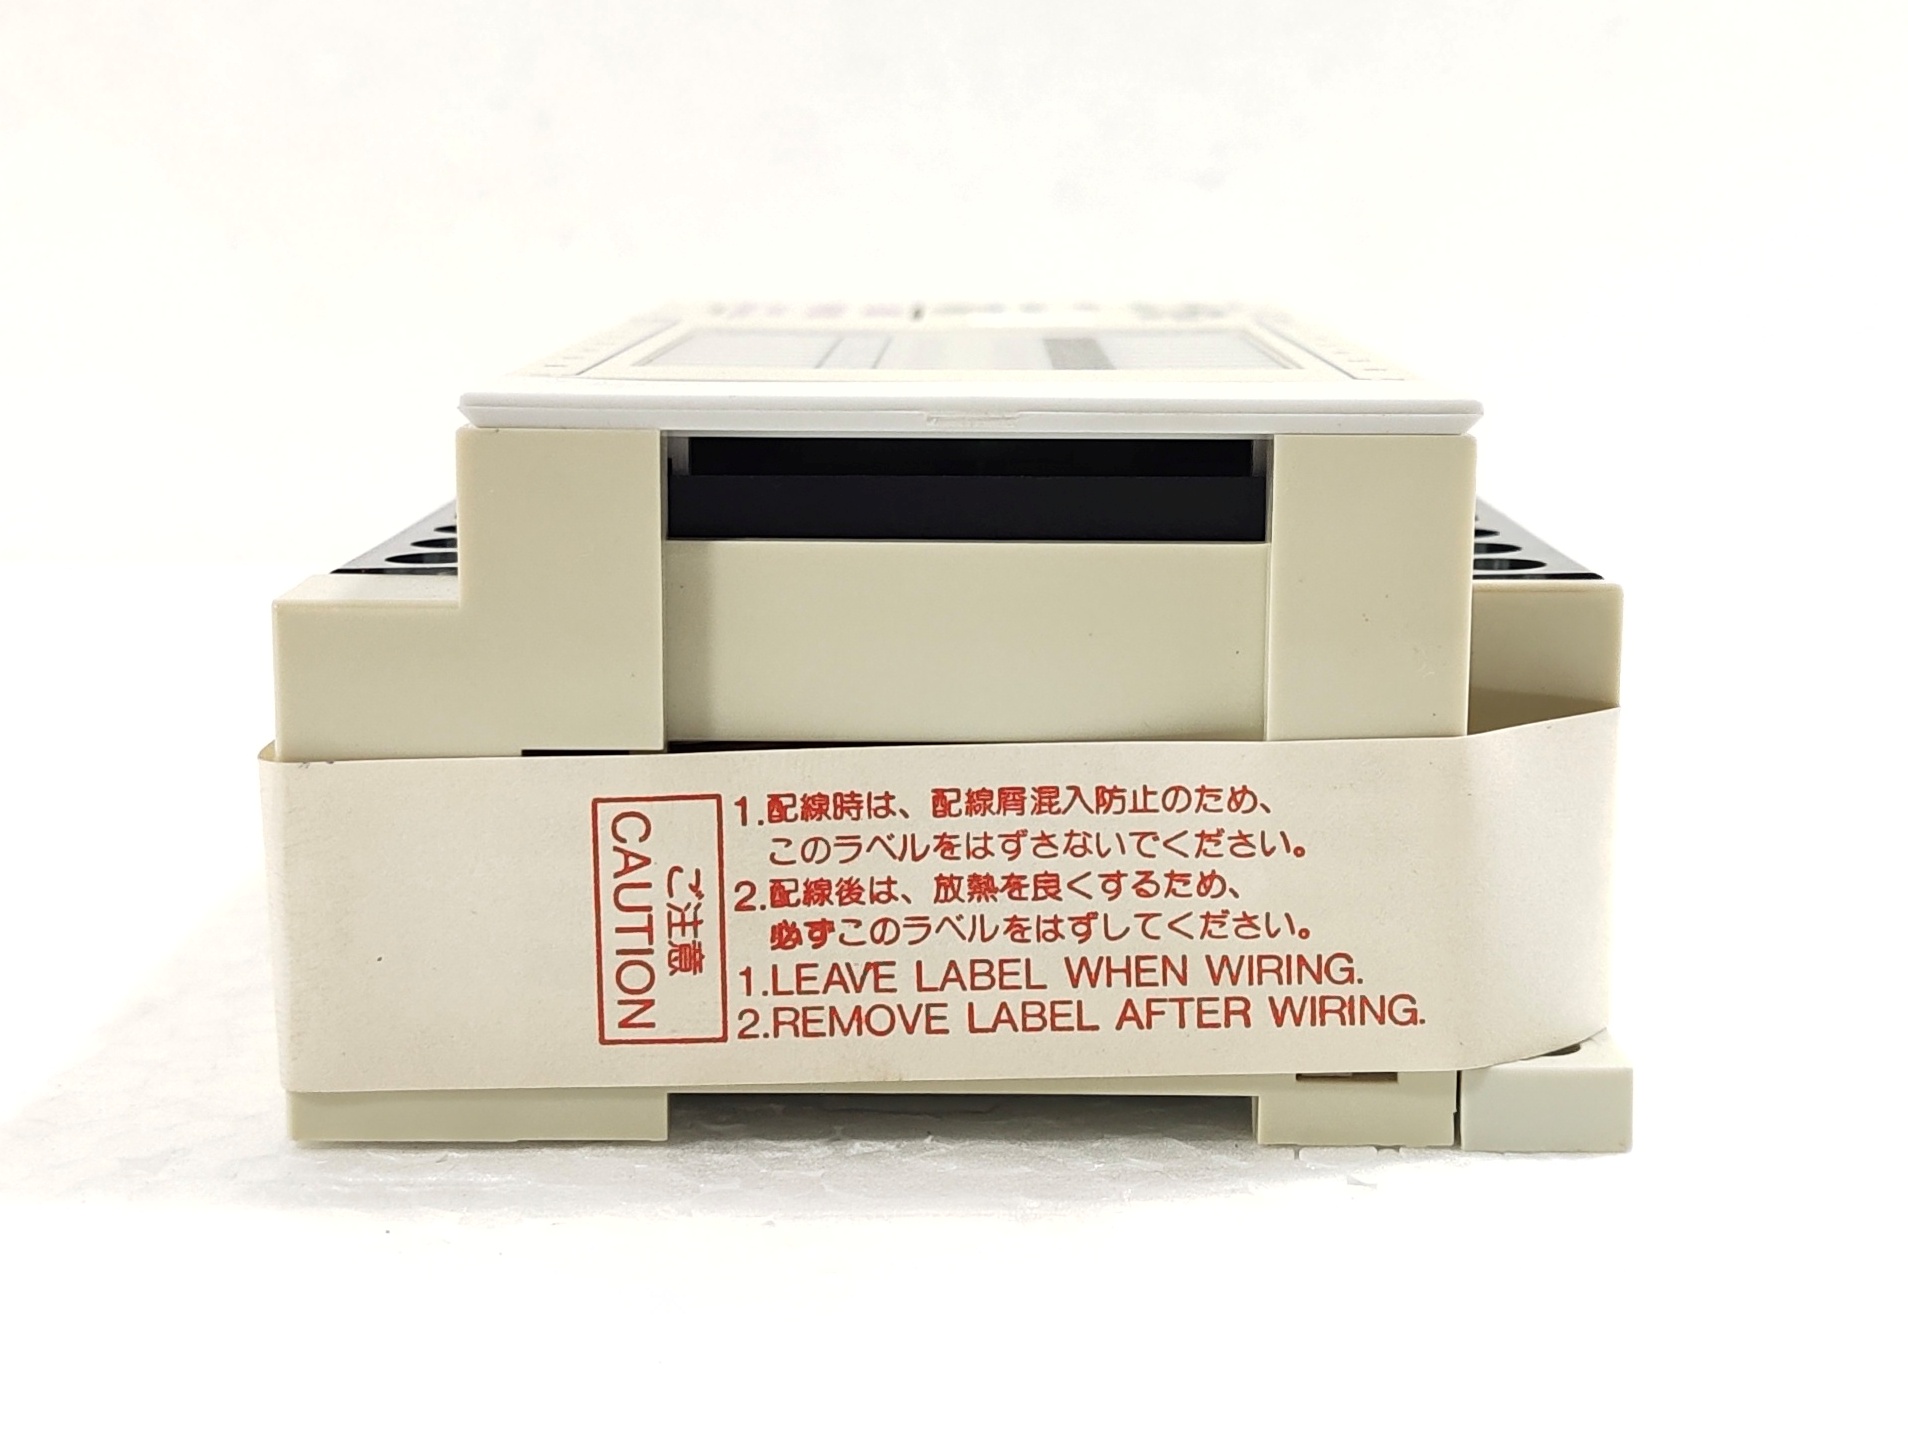 ご注意
CAUTION
1.配線時は、配線屑混入防止のため、
このラベルをはずさないでください。
2.配線後は、放熱を良くするため、
必ずこのラベルをはずしてください。
1.LEAVE LABEL WHEN WIRING.
2.REMOVE LABEL AFTER WIRING.